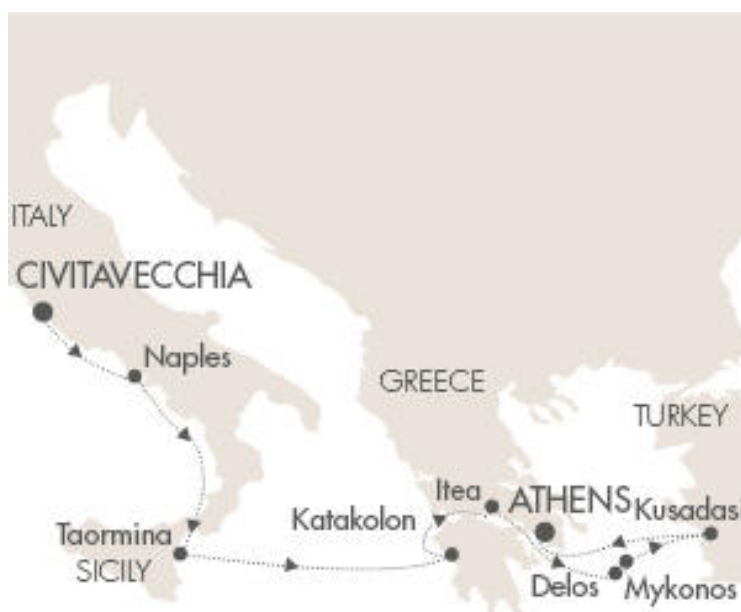 ITALY
CIVITAVECCHIA
Naples
GREECE
TURKEY
Itea
ATHENS
Kusadasi
Katakolon
Taormina
SICILY
Delos
Mykonos